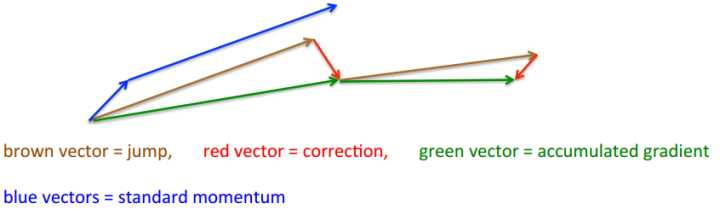 brown vector = jump, red vector = correction, green vector = accumulated gradient
blue vectors = standard momentum